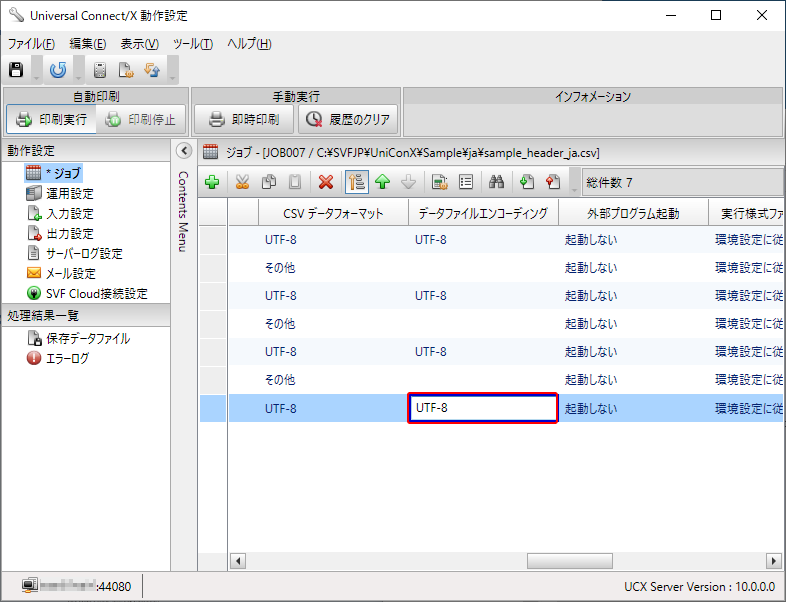 Universal Connect/X 動作設定
ファイル(F) 編集(E) 表示(V) ツール(T) ヘルプ(H)
自動印刷 手動実行 インフォメーション
印刷実行 印刷停止 即時印刷 履歴のクリア
動作設定
* ジョブ
運用設定
入力設定
出力設定
サーバーログ設定
メール設定
SVF Cloud接続設定
処理結果一覧
保存データファイル
エラーログ
Contents Menu
ジョブ - [JOB007 / C:¥SVFJP¥UniConX¥Sample¥ja¥sample_header_ja.csv]
総件数 7
CSV データフォーマット データファイルエンコーディング 外部プログラム起動 実行様式ファ
UTF-8 UTF-8 起動しない 環境設定に従
その他 起動しない 環境設定に従
UTF-8 UTF-8 起動しない 環境設定に従
その他 起動しない 環境設定に従
UTF-8 UTF-8 起動しない 環境設定に従
その他 起動しない 環境設定に従
UTF-8 UTF-8 起動しない 環境設定に従
:44080 UCX Server Version : 10.0.0.0